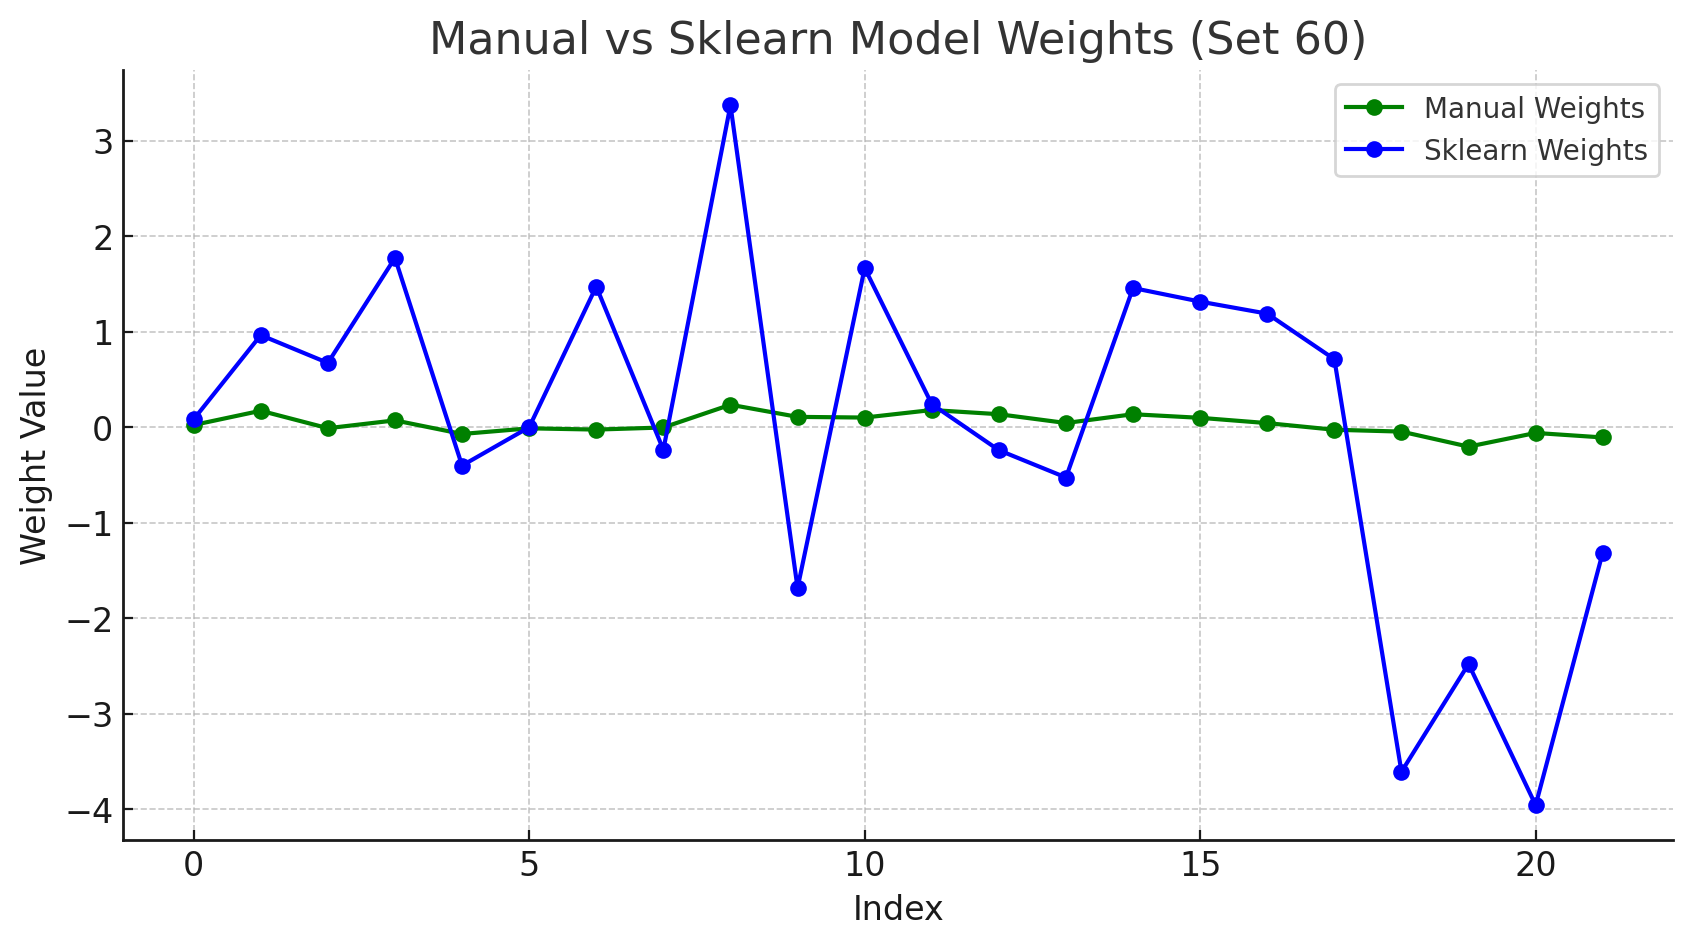 Manual vs Sklearn Model Weights (Set 60)
Manual Weights
Sklearn Weights
3
2
1
0
−1
−2
−3
−4
Weight Value
0 5 10 15 20
Index